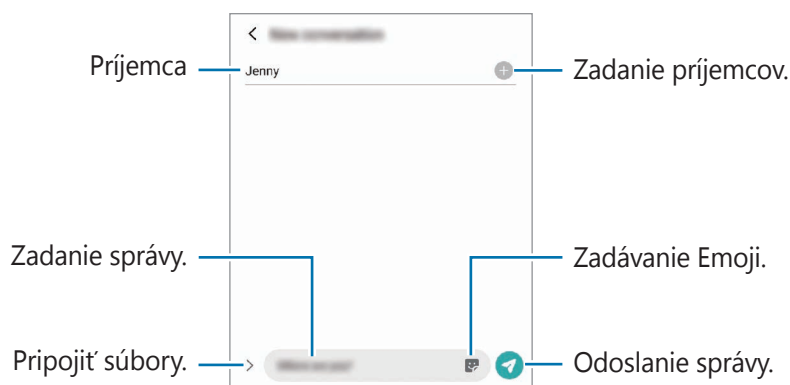 Príjemca
Jenny
Zadanie príjemcov.
Zadanie správy.
Zadávanie Emoji.
Pripojiť súbory.
Odoslanie správy.